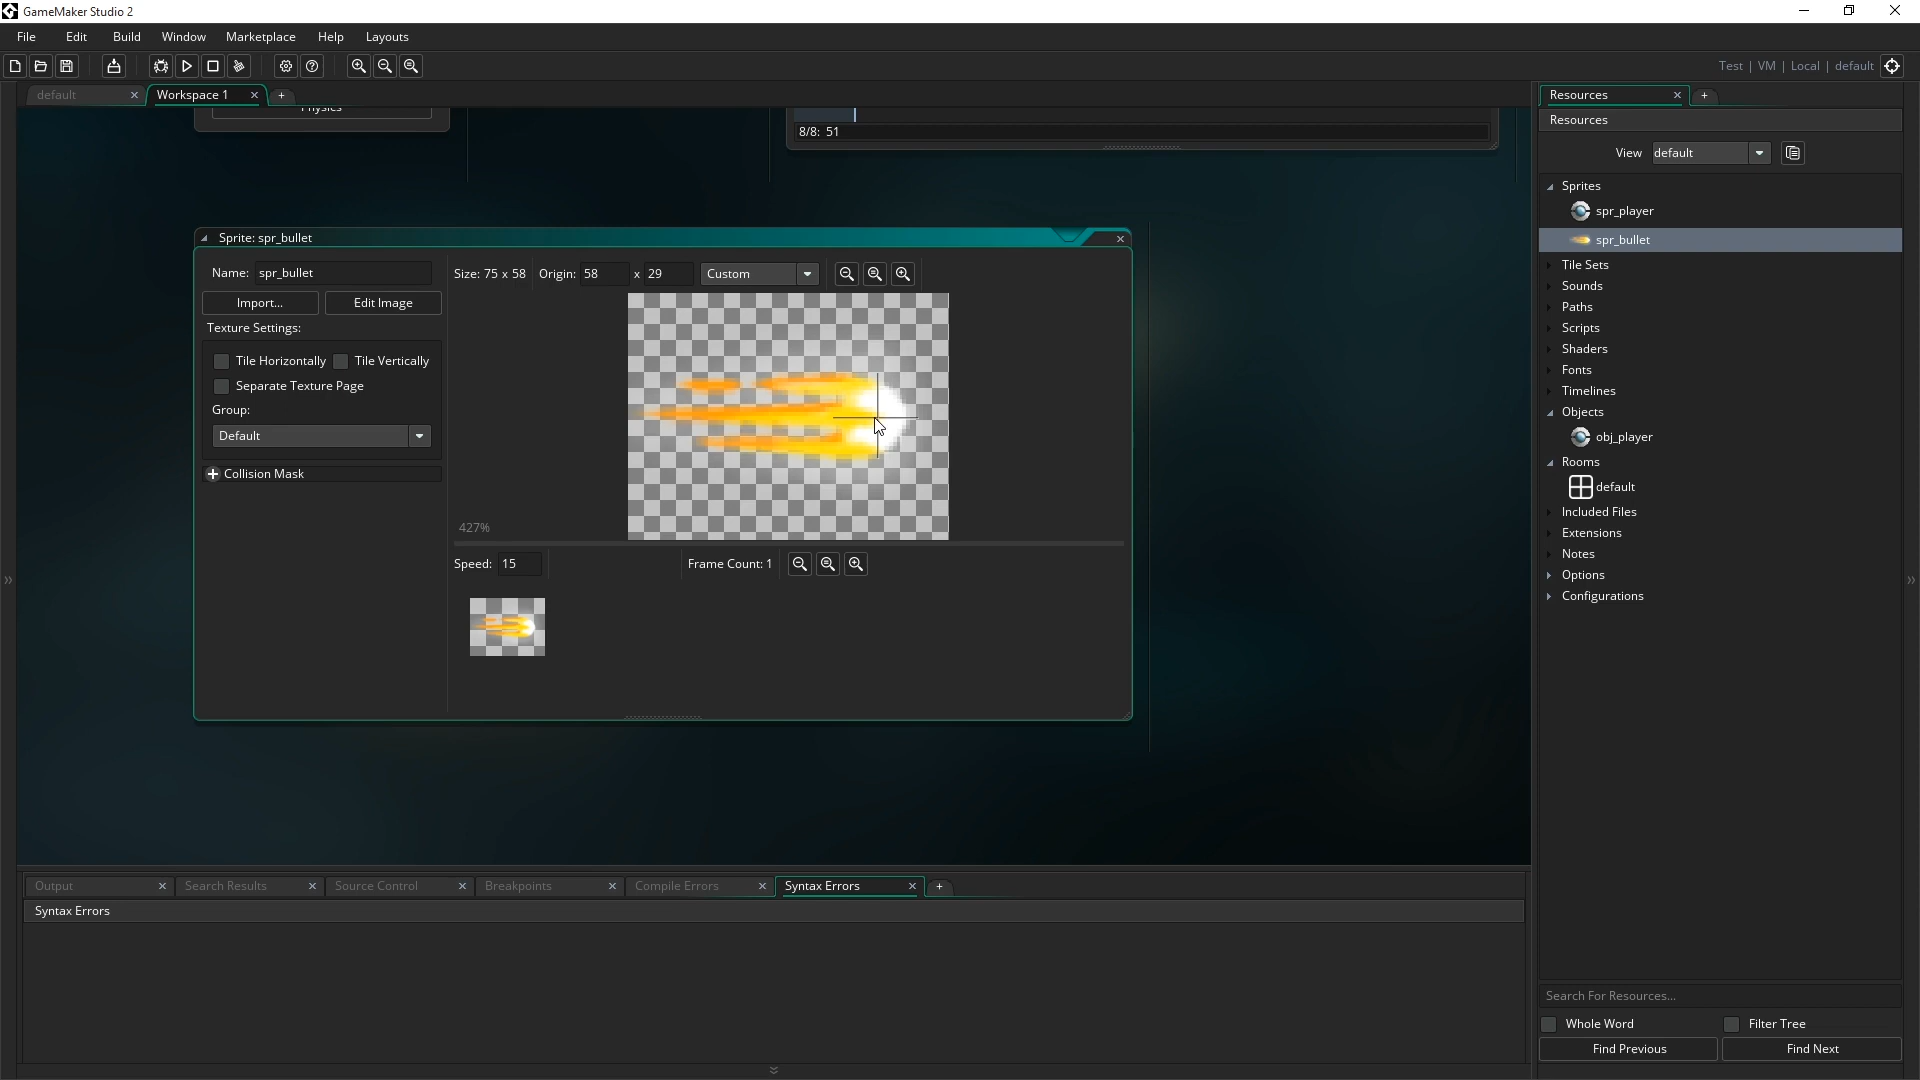 GameMaker Studio 2
File Edit Build Window Marketplace Help Layouts
Test | VM | Local | default
default Workspace 1
Physics
8/8: 51
Sprite: spr_bullet
Name: spr_bullet
Import... Edit Image
Texture Settings:
Tile Horizontally Tile Vertically
Separate Texture Page
Group:
Default
Collision Mask
Size: 75 x 58 Origin: 58 x 29 Custom
427%
Speed: 15 Frame Count: 1
Output Search Results Source Control Breakpoints Compile Errors Syntax Errors
Syntax Errors
Resources
Resources
View default
Sprites
spr_player
spr_bullet
Tile Sets
Sounds
Paths
Scripts
Shaders
Fonts
Timelines
Objects
obj_player
Rooms
default
Included Files
Extensions
Notes
Options
Configurations
Search For Resources...
Whole Word Filter Tree
Find Previous Find Next